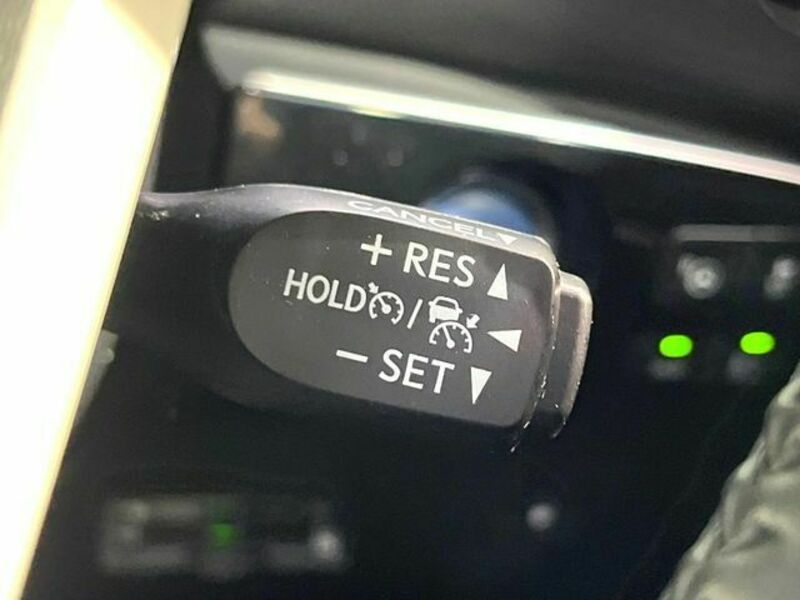 CANCEL▼
+ RES ▲
HOLD / ◀
− SET ▼